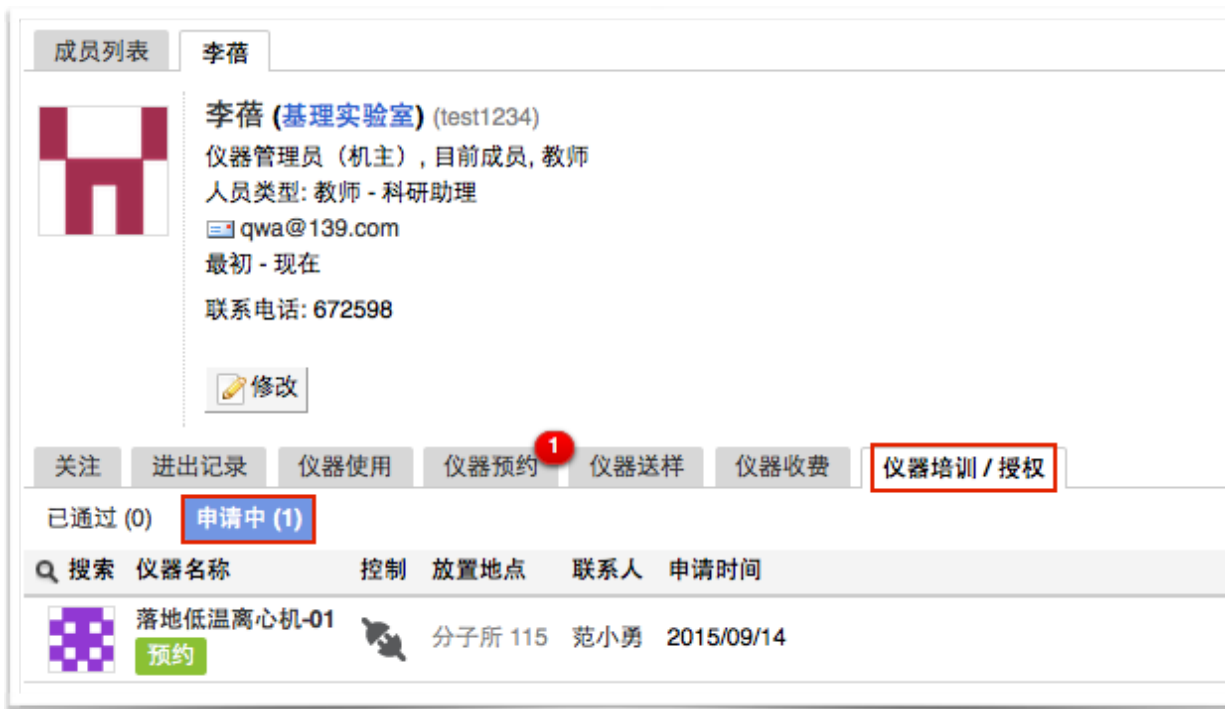 成员列表 李蓓
李蓓 (基理实验室) (test1234)
仪器管理员（机主）, 目前成员, 教师
人员类型: 教师 - 科研助理
qwa@139.com
最初 - 现在
联系电话: 672598
修改
关注 进出记录 仪器使用 仪器预约 1 仪器送样 仪器收费 仪器培训 / 授权
已通过 (0) 申请中 (1)
搜索 仪器名称 控制 放置地点 联系人 申请时间
落地低温离心机-01
预约 分子所 115 范小勇 2015/09/14